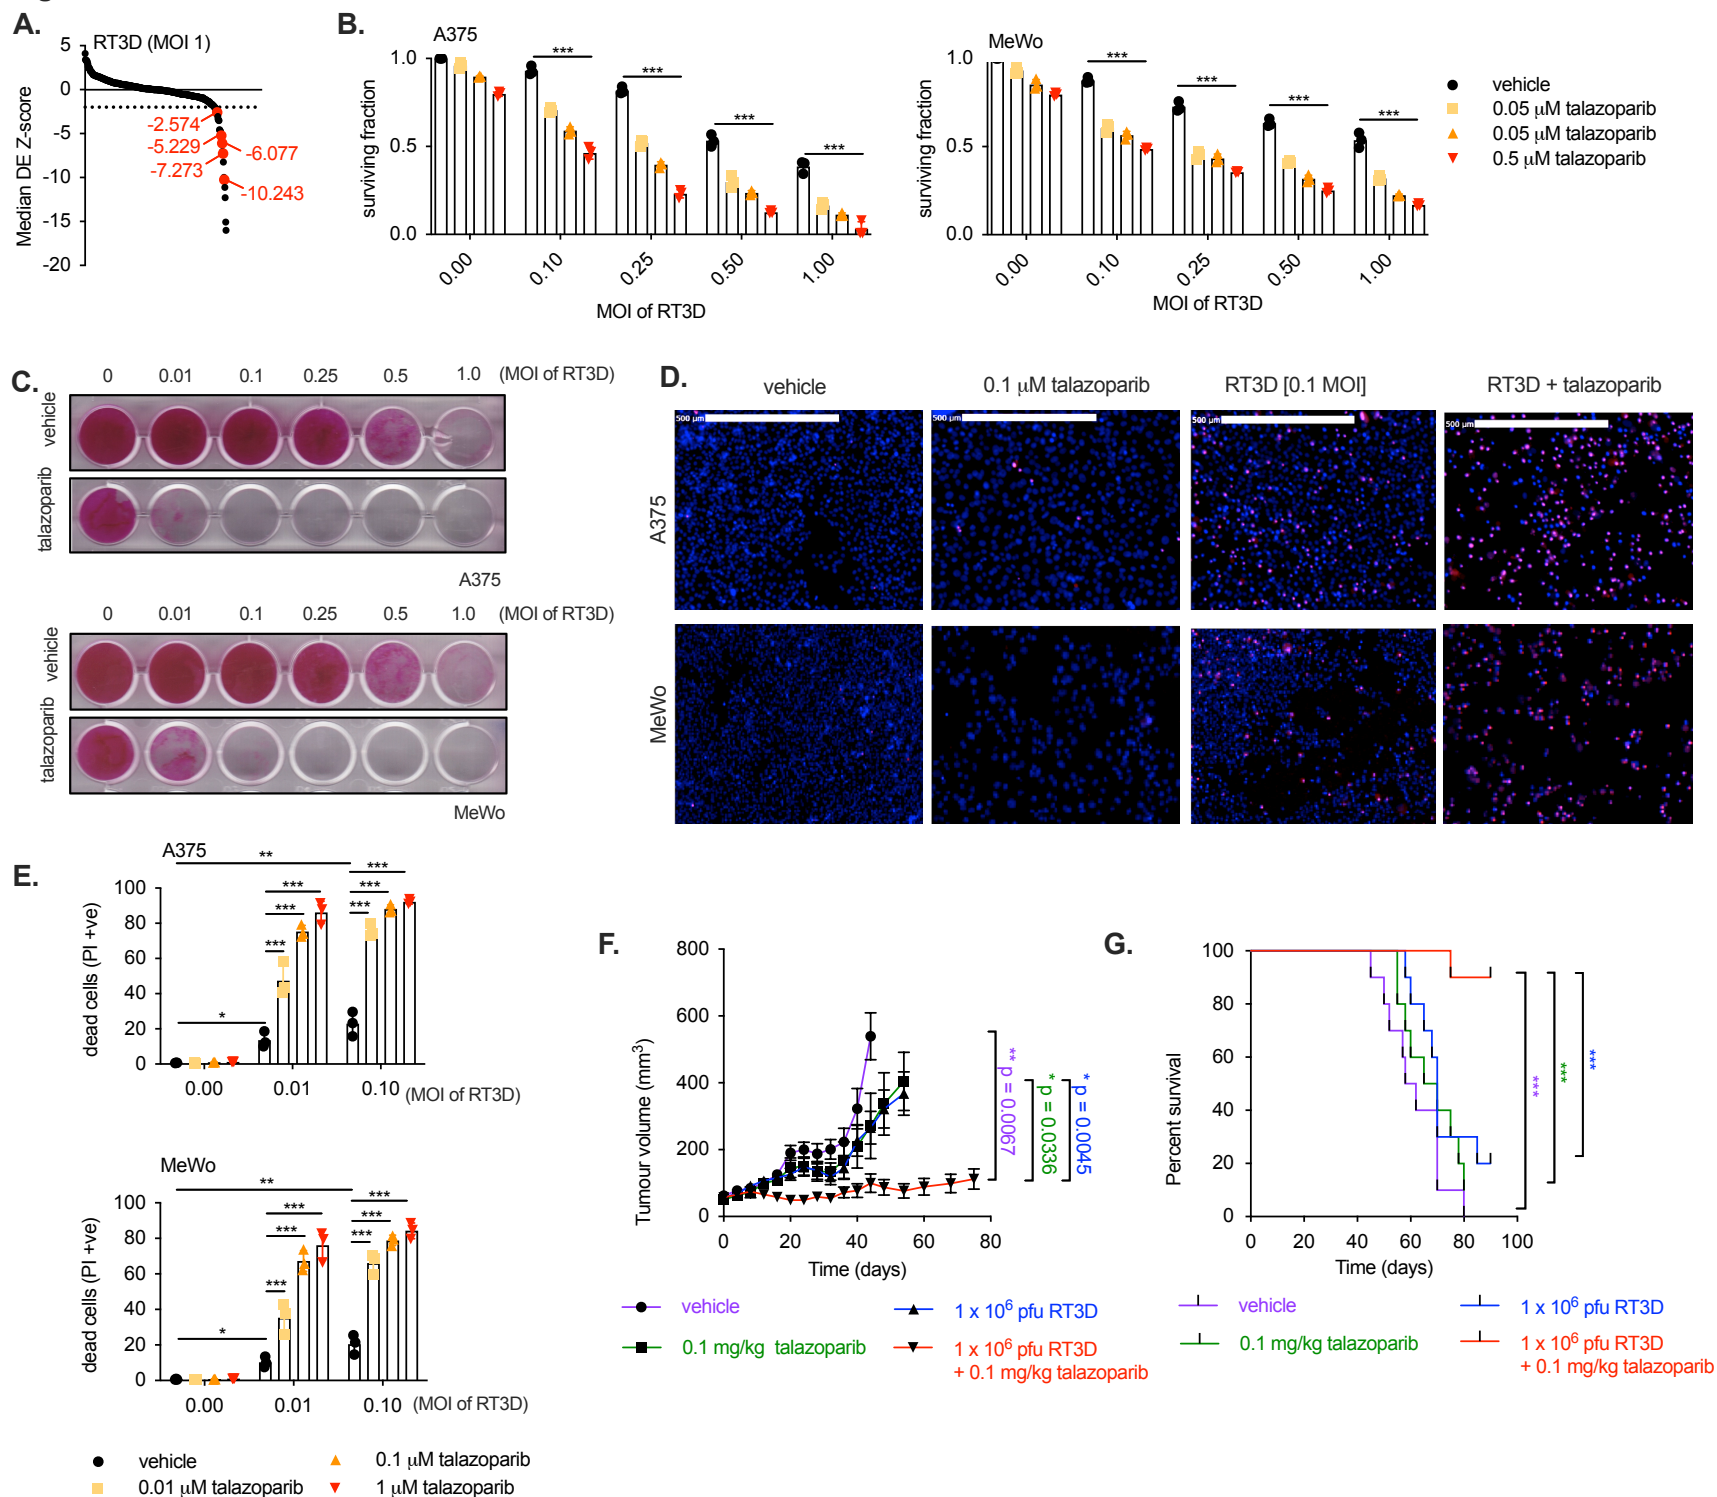 A.
RT3D (MOI 1)
Median DE Z-score
5
0
-5
-10
-15
-20
-2.574
-5.229
-7.273
-6.077
-10.243
B.
A375
surviving fraction
1.0
0.5
0.0
***
***
***
***
0.00
0.10
0.25
0.50
1.00
MOI of RT3D
MeWo
surviving fraction
1.0
0.5
0.0
***
***
***
***
0.00
0.10
0.25
0.50
1.00
MOI of RT3D
vehicle
0.05 µM talazoparib
0.05 µM talazoparib
0.5 µM talazoparib
C.
0 0.01 0.1 0.25 0.5 1.0 (MOI of RT3D)
vehicle
talazoparib
A375
0 0.01 0.1 0.25 0.5 1.0 (MOI of RT3D)
vehicle
talazoparib
MeWo
D.
vehicle
0.1 µM talazoparib
RT3D [0.1 MOI]
RT3D + talazoparib
A375
MeWo
500 µm
500 µm
500 µm
500 µm
E.
A375
dead cells (PI +ve)
100
80
60
40
20
0
*
**
***
***
***
***
***
***
0.00 0.01 0.10 (MOI of RT3D)
MeWo
dead cells (PI +ve)
100
80
60
40
20
0
*
**
***
***
***
***
***
***
0.00 0.01 0.10 (MOI of RT3D)
vehicle
0.01 µM talazoparib
0.1 µM talazoparib
1 µM talazoparib
F.
Tumour volume (mm³)
800
600
400
200
0
0 20 40 60 80
Time (days)
** p = 0.0067
* p = 0.0336
* p = 0.0045
vehicle
0.1 mg/kg talazoparib
1 x 10⁶ pfu RT3D
1 x 10⁶ pfu RT3D
+ 0.1 mg/kg talazoparib
G.
Percent survival
100
80
60
40
20
0
0 20 40 60 80 100
Time (days)
***
***
***
vehicle
0.1 mg/kg talazoparib
1 x 10⁶ pfu RT3D
1 x 10⁶ pfu RT3D
+ 0.1 mg/kg talazoparib